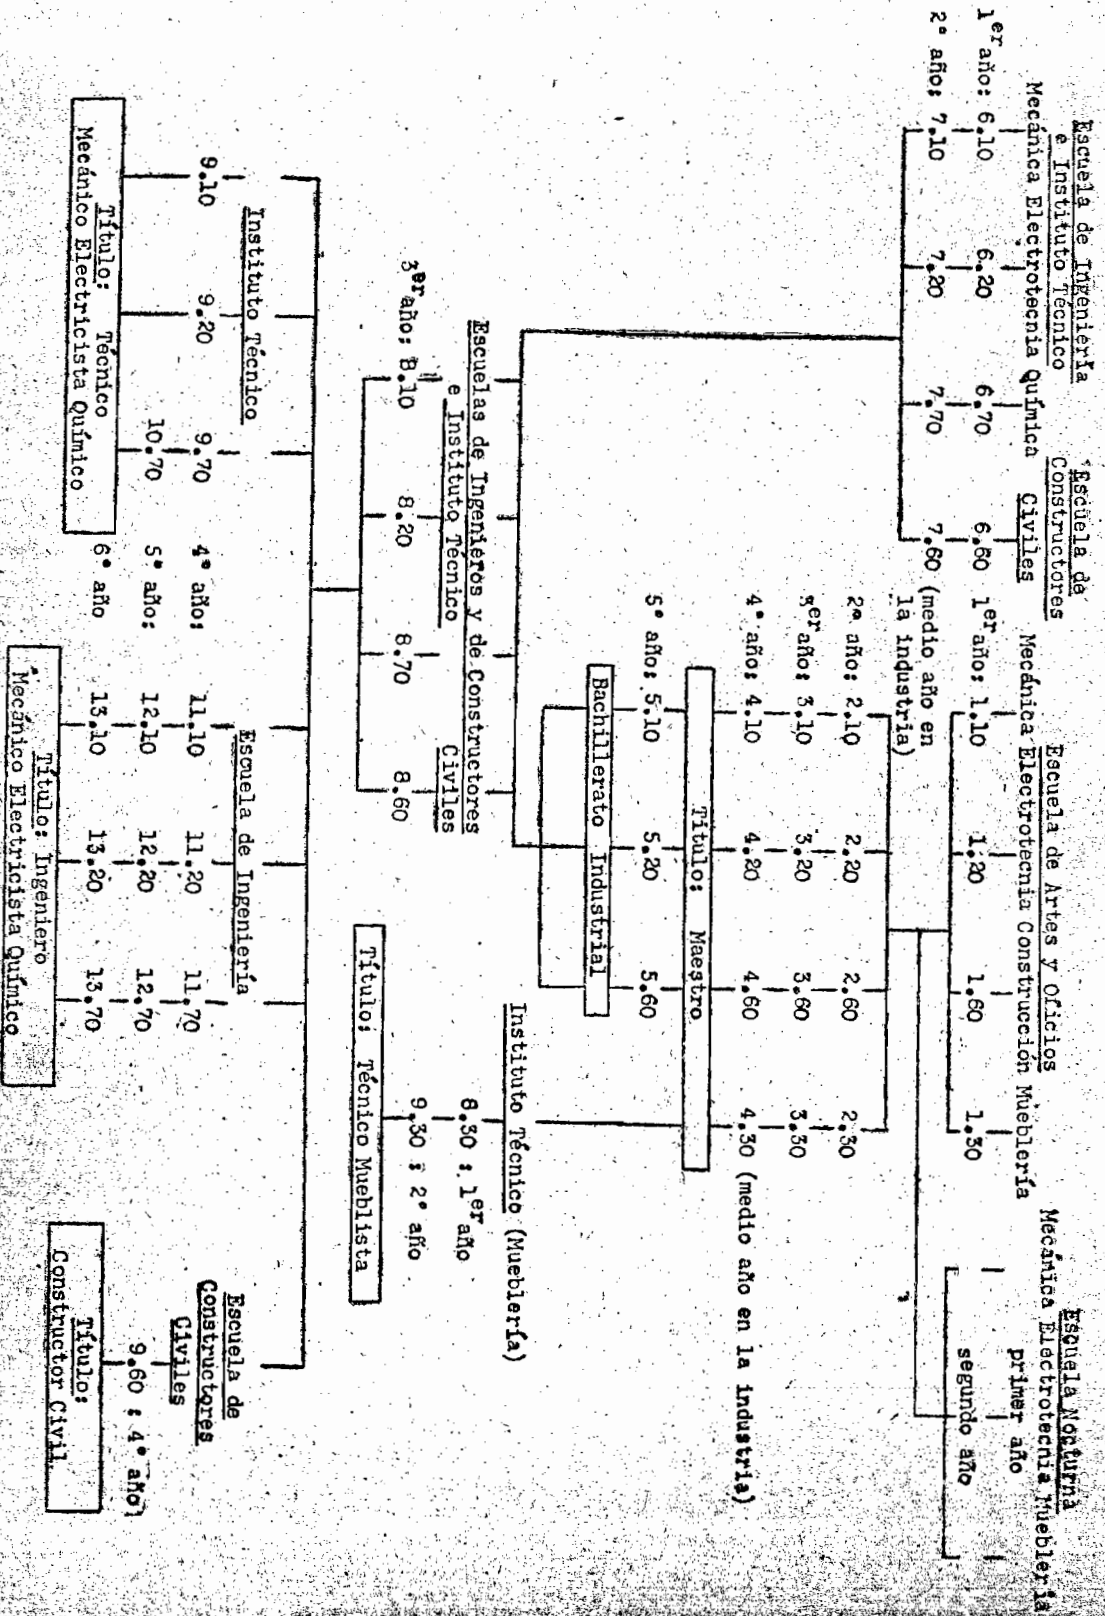 Escuela de Ingeniería
e Instituto Técnico
Mecánica Electrotecnia Química
1er año: 6.10 6.20 6.70
2° año: 7.10 7.20 7.70
Escuela de
Constructores
Civiles
6.60
7.60 (medio año en
la industria)
Escuela de Artes y Oficios
Mecánica Electrotecnia Construcción Mueblería
1er año: 1.10 1.20 1.60 1.30
2° año: 2.10 2.20 2.60 2.30
3er año: 3.10 3.20 3.60 3.30
4° año: 4.10 4.20 4.60 4.30 (medio año en la industria)
Título: Maestro
5° año: 5.10 5.20 5.60
Bachillerato Industrial
Escuela Nocturna
Mecánica Electrotecnia Mueblería
primer año
segundo año
Instituto Técnico (Mueblería)
8.30 : 1er año
9.30 : 2° año
Título: Técnico Mueblista
Escuelas de Ingenieros y de Constructores
e Instituto Técnico Civiles
3er año: 8.10 8.20 8.70 8.60
Instituto Técnico
9.10 9.20 9.70
10.70
Título: Técnico
Mecánico Electricista Químico
Escuela de Ingeniería
4° año: 11.10 11.20 11.70
5° año: 12.10 12.20 12.70
6° año 13.10 13.20 13.70
Título: Ingeniero
Mecánico Electricista Químico
Escuela de
Constructores
Civiles
9.60 : 4° año
Título:
Constructor Civil